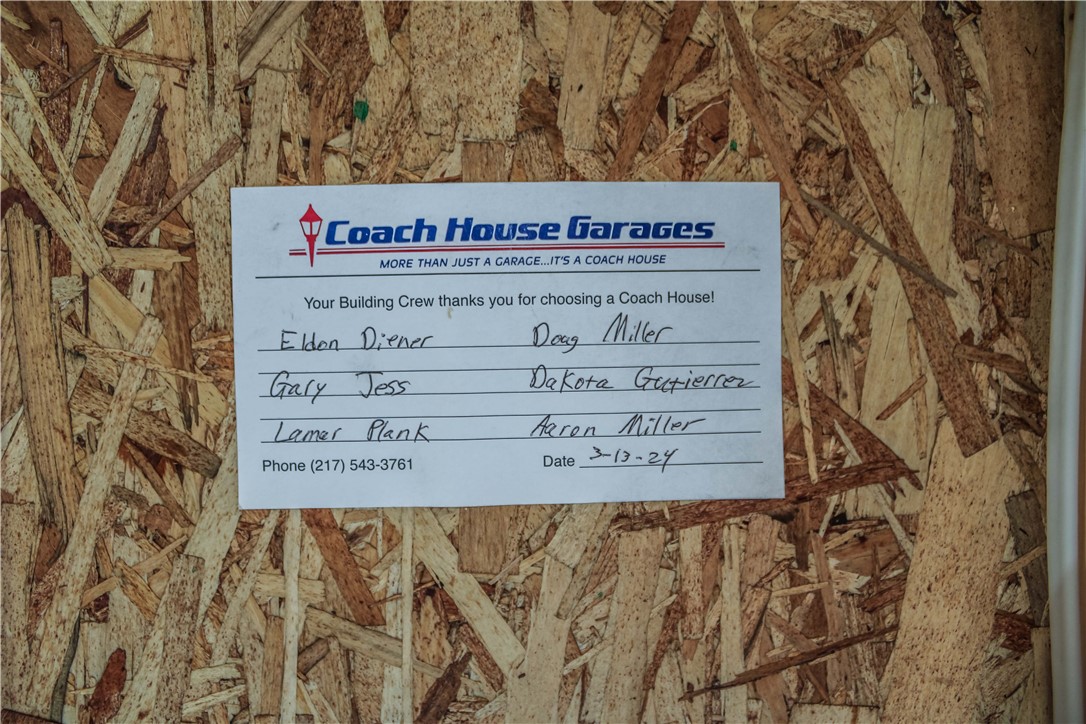 Coach House Garages
MORE THAN JUST A GARAGE...IT'S A COACH HOUSE
Your Building Crew thanks you for choosing a Coach House!
Eldon Diener Doug Miller
Gary Jess Dakota Gutierrez
Lamar Plank Aaron Miller
Phone (217) 543-3761 Date 3-13-24